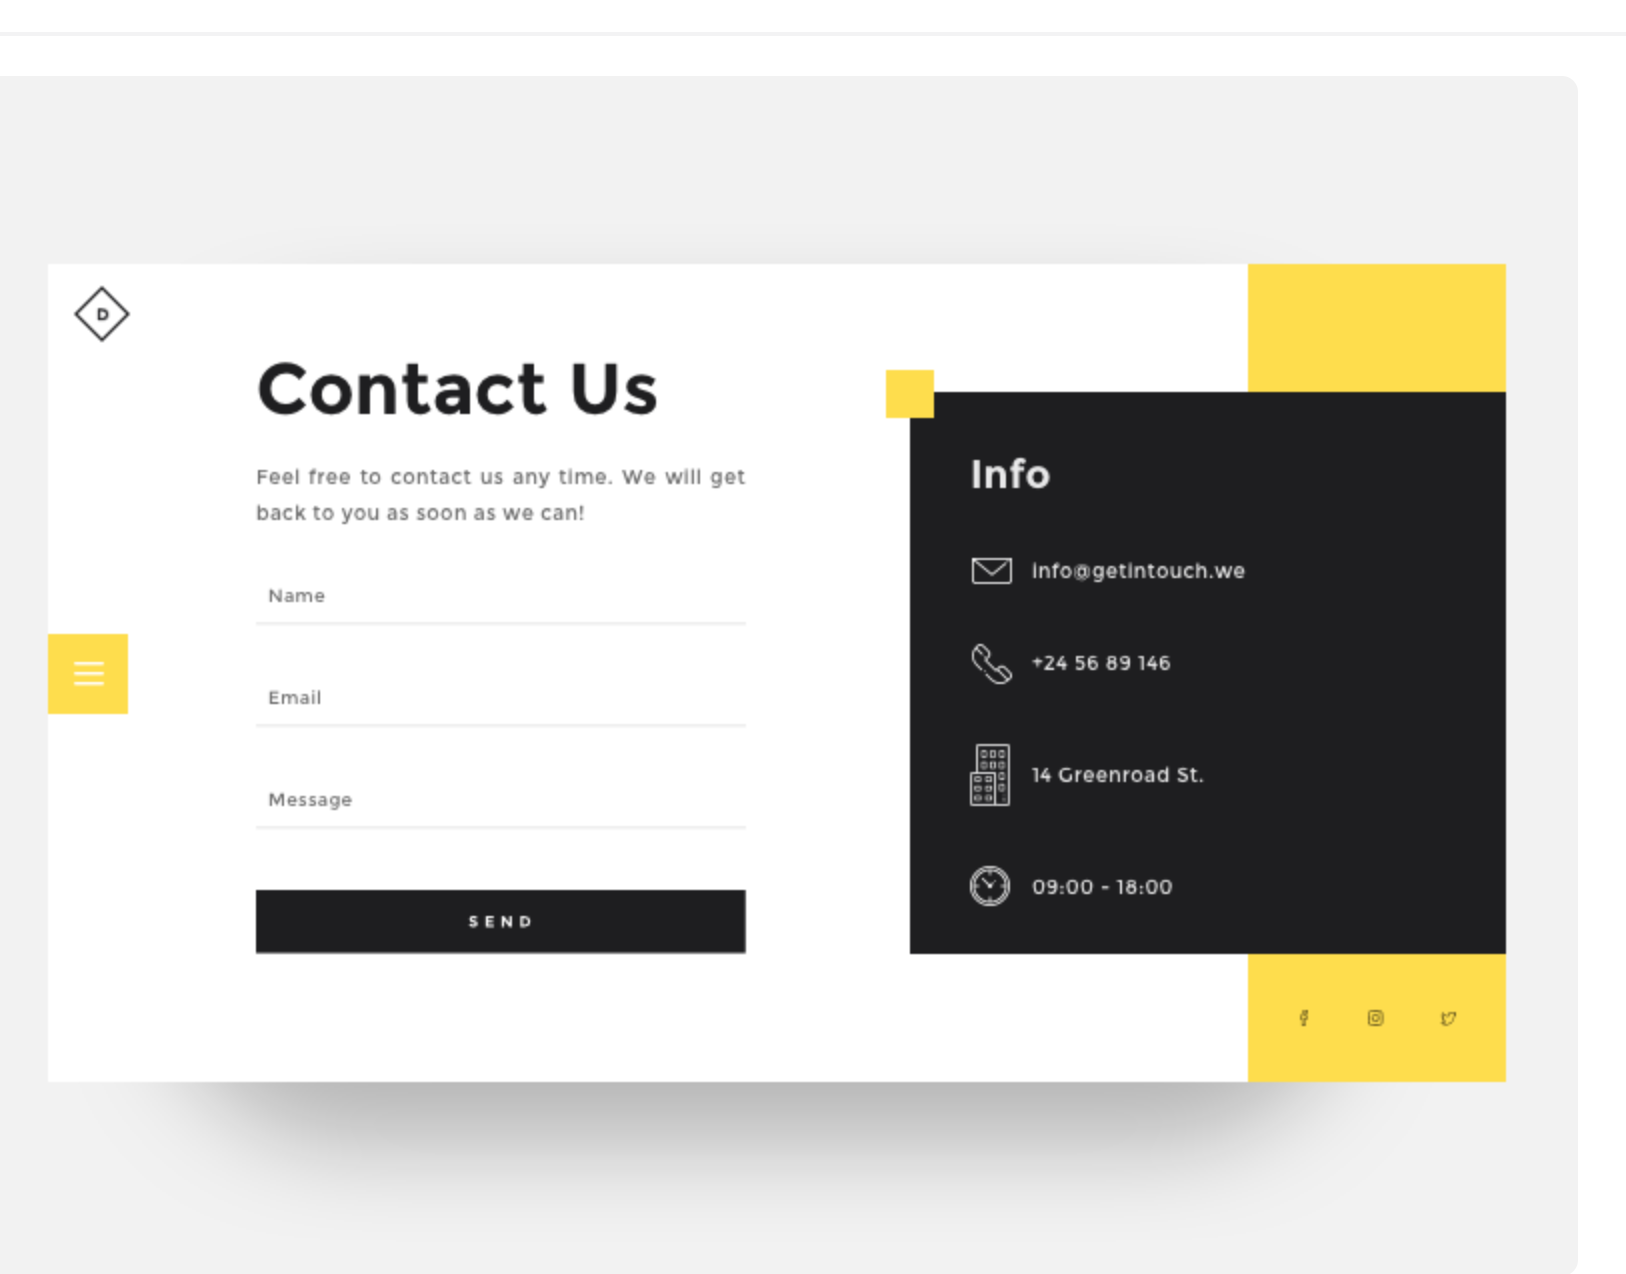 D
Contact Us
Feel free to contact us any time. We will get
back to you as soon as we can!
Name
Email
Message
SEND
Info
info@getintouch.we
+24 56 89 146
14 Greenroad St.
09:00 - 18:00